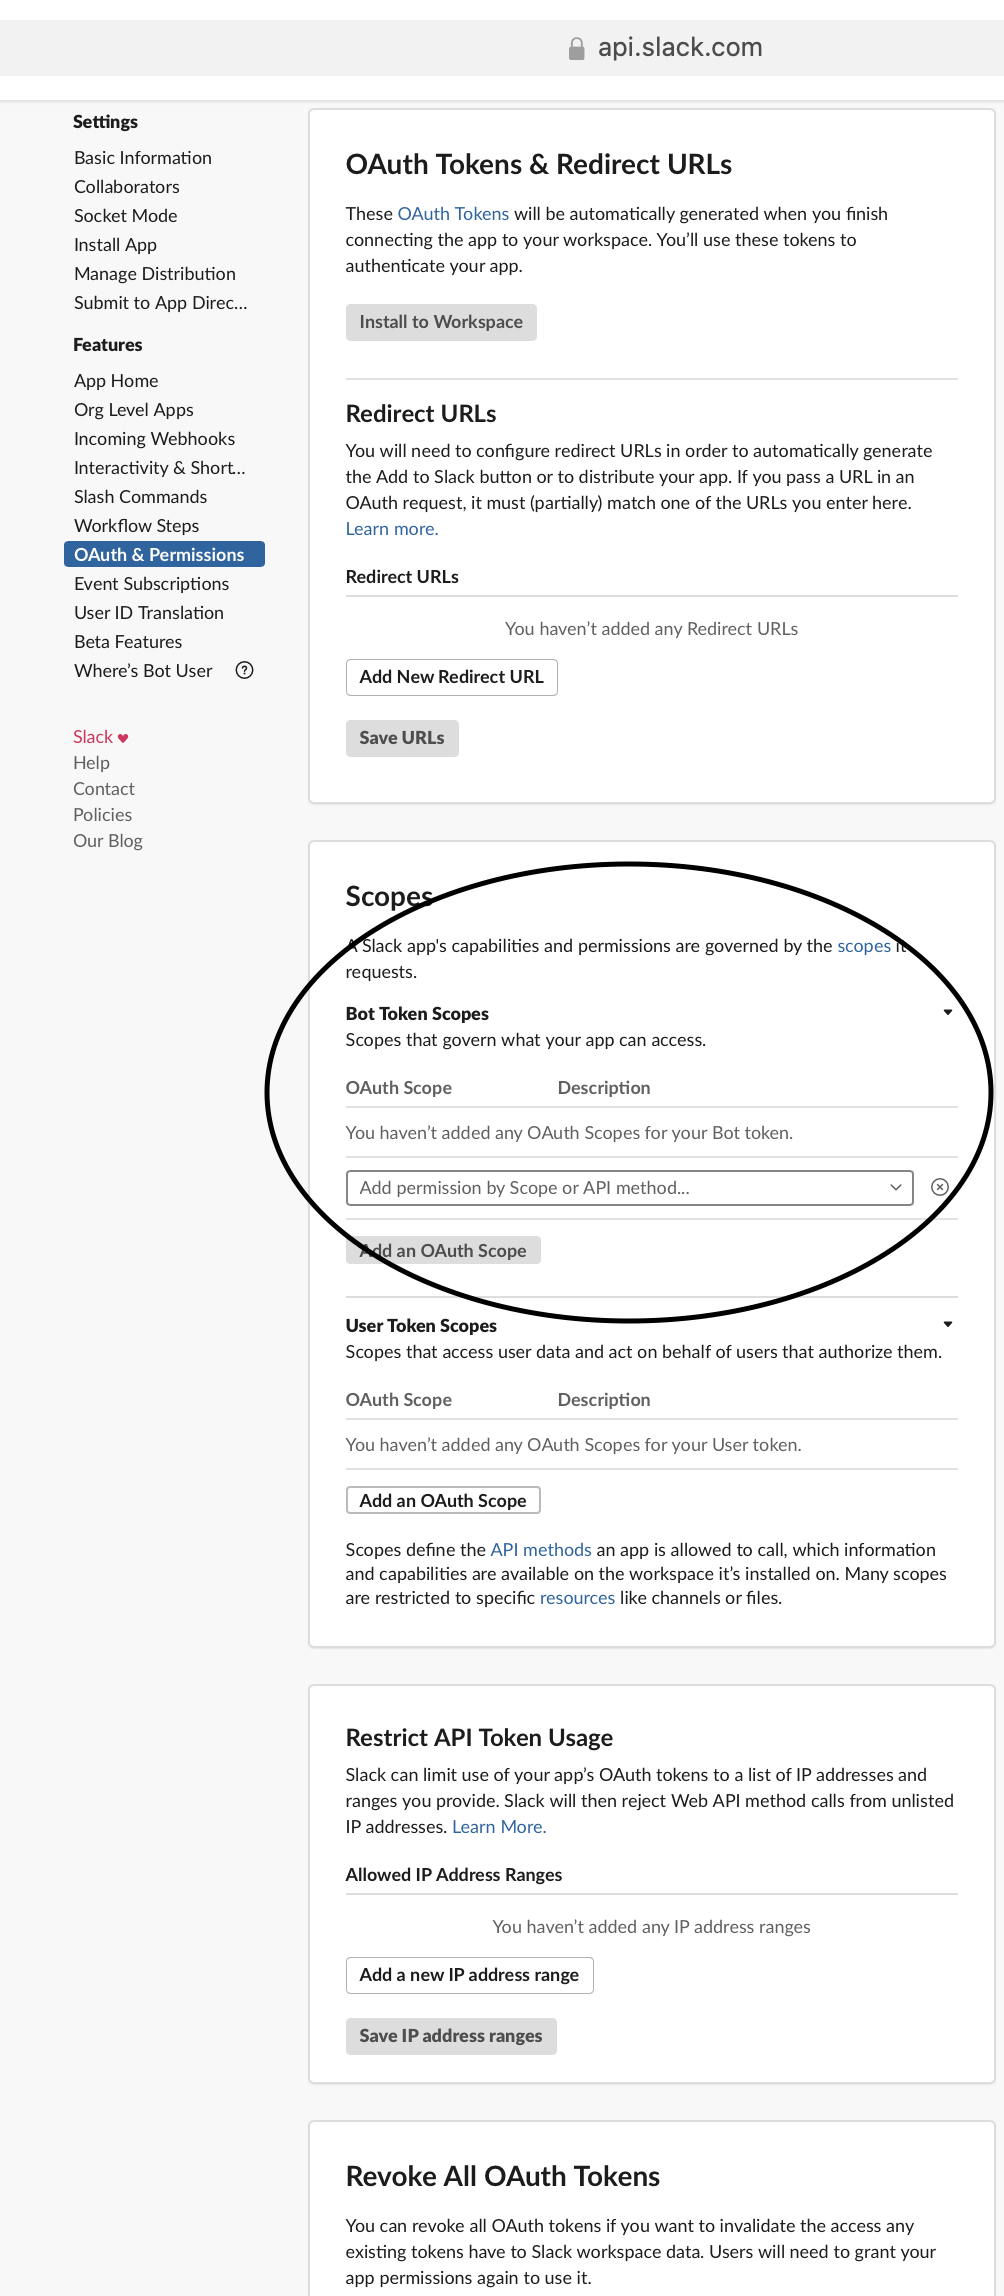 api.slack.com
Settings
Basic Information
Collaborators
Socket Mode
Install App
Manage Distribution
Submit to App Direc...
Features
App Home
Org Level Apps
Incoming Webhooks
Interactivity & Short...
Slash Commands
Workflow Steps
OAuth & Permissions
Event Subscriptions
User ID Translation
Beta Features
Where's Bot User
Slack ♥
Help
Contact
Policies
Our Blog
OAuth Tokens & Redirect URLs
These OAuth Tokens will be automatically generated when you finish
connecting the app to your workspace. You'll use these tokens to
authenticate your app.
Install to Workspace
Redirect URLs
You will need to configure redirect URLs in order to automatically generate
the Add to Slack button or to distribute your app. If you pass a URL in an
OAuth request, it must (partially) match one of the URLs you enter here.
Learn more.
Redirect URLs
You haven't added any Redirect URLs
Add New Redirect URL
Save URLs
Scopes
A Slack app's capabilities and permissions are governed by the scopes it
requests.
Bot Token Scopes
Scopes that govern what your app can access.
OAuth Scope Description
You haven't added any OAuth Scopes for your Bot token.
Add permission by Scope or API method...
Add an OAuth Scope
User Token Scopes
Scopes that access user data and act on behalf of users that authorize them.
OAuth Scope Description
You haven't added any OAuth Scopes for your User token.
Add an OAuth Scope
Scopes define the API methods an app is allowed to call, which information
and capabilities are available on the workspace it's installed on. Many scopes
are restricted to specific resources like channels or files.
Restrict API Token Usage
Slack can limit use of your app's OAuth tokens to a list of IP addresses and
ranges you provide. Slack will then reject Web API method calls from unlisted
IP addresses. Learn More.
Allowed IP Address Ranges
You haven't added any IP address ranges
Add a new IP address range
Save IP address ranges
Revoke All OAuth Tokens
You can revoke all OAuth tokens if you want to invalidate the access any
existing tokens have to Slack workspace data. Users will need to grant your
app permissions again to use it.